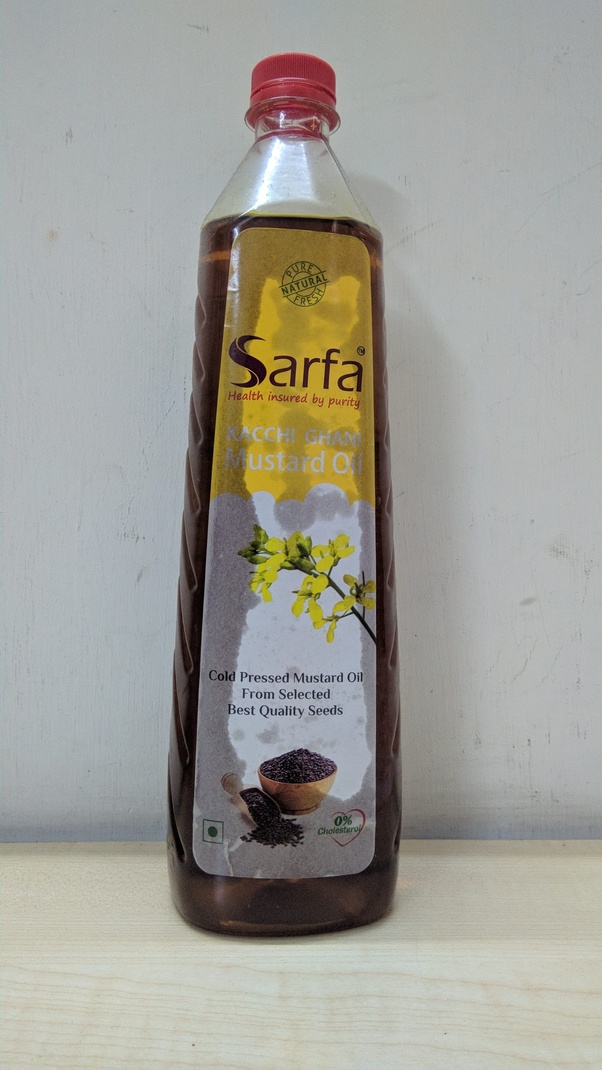 PURE
NATURAL
FRESH
Sarfa™
Health insured by purity
KACCHI GHANI
Mustard Oil
Cold Pressed Mustard Oil
From Selected
Best Quality Seeds
0%
Cholesterol